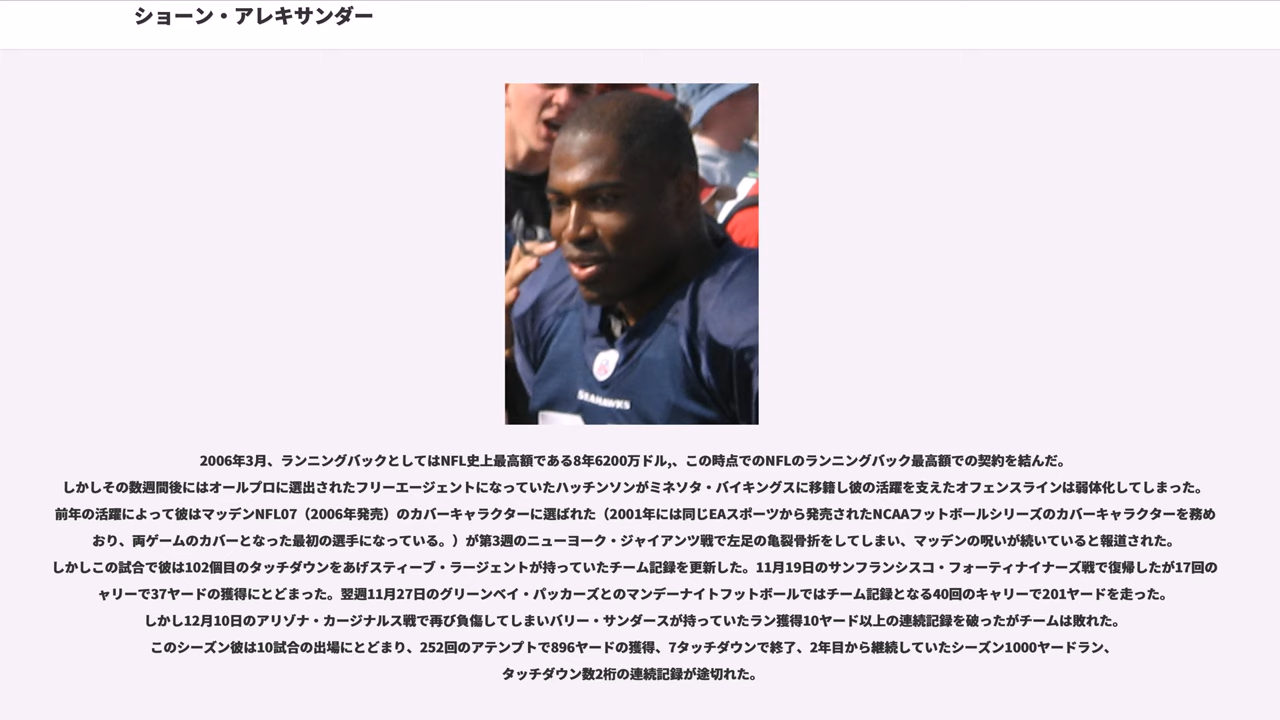 ショーン・アレキサンダー
SEAHAWKS
2006年3月、ランニングバックとしてはNFL史上最高額である8年6200万ドル,、この時点でのNFLのランニングバック最高額での契約を結んだ。
しかしその数週間後にはオールプロに選出されたフリーエージェントになっていたハッチンソンがミネソタ・バイキングスに移籍し彼の活躍を支えたオフェンスラインは弱体化してしまった。
前年の活躍によって彼はマッデンNFL07（2006年発売）のカバーキャラクターに選ばれた（2001年には同じEAスポーツから発売されたNCAAフットボールシリーズのカバーキャラクターを務め
おり、両ゲームのカバーとなった最初の選手になっている。）が第3週のニューヨーク・ジャイアンツ戦で左足の亀裂骨折をしてしまい、マッデンの呪いが続いていると報道された。
しかしこの試合で彼は102個目のタッチダウンをあげスティーブ・ラージェントが持っていたチーム記録を更新した。11月19日のサンフランシスコ・フォーティナイナーズ戦で復帰したが17回の
ャリーで37ヤードの獲得にとどまった。翌週11月27日のグリーンベイ・パッカーズとのマンデーナイトフットボールではチーム記録となる40回のキャリーで201ヤードを走った。
しかし12月10日のアリゾナ・カージナルス戦で再び負傷してしまいバリー・サンダースが持っていたラン獲得10ヤード以上の連続記録を破ったがチームは敗れた。
このシーズン彼は10試合の出場にとどまり、252回のアテンプトで896ヤードの獲得、7タッチダウンで終了、2年目から継続していたシーズン1000ヤードラン、
タッチダウン数2桁の連続記録が途切れた。